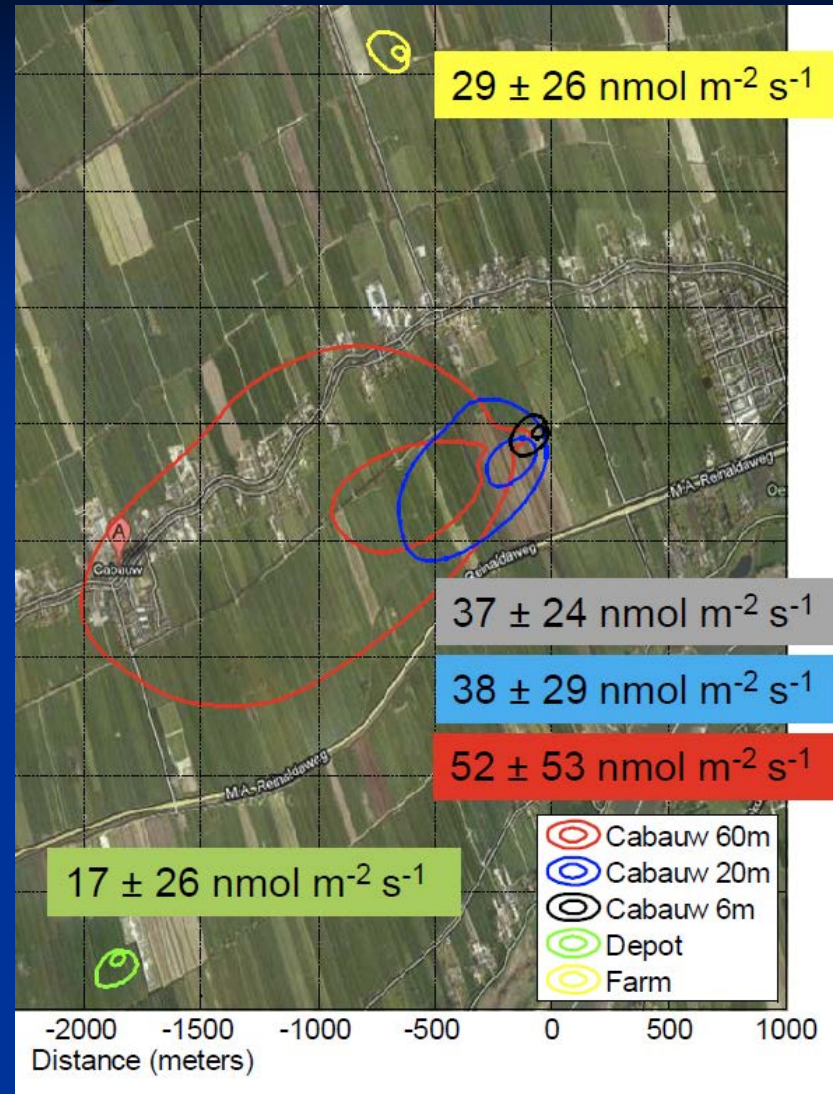 29 ± 26 nmol m⁻² s⁻¹
M.A. Reinaldaweg
A
Cabauw
Reinaldaweg
37 ± 24 nmol m⁻² s⁻¹
38 ± 29 nmol m⁻² s⁻¹
52 ± 53 nmol m⁻² s⁻¹
M.A. Reinaldaweg
17 ± 26 nmol m⁻² s⁻¹
Cabauw 60m
Cabauw 20m
Cabauw 6m
Depot
Farm
-2000 -1500 -1000 -500 0 500 1000
Distance (meters)